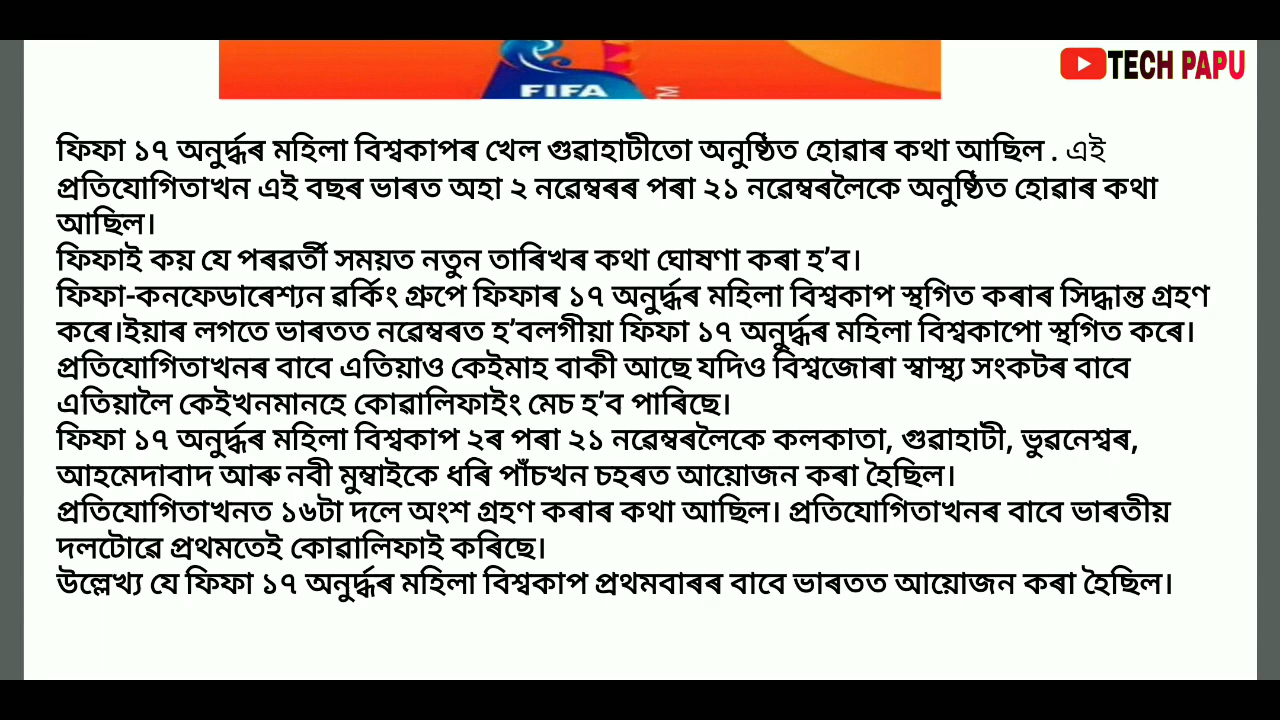 FIFA
TM
TECH PAPU
ফিফা ১৭ অনুৰ্দ্ধৰ মহিলা বিশ্বকাপৰ খেল গুৱাহাটীতো অনুষ্ঠিত হোৱাৰ কথা আছিল . এই
প্ৰতিযোগিতাখন এই বছৰ ভাৰত অহা ২ নৱেম্বৰৰ পৰা ২১ নৱেম্বৰলৈকে অনুষ্ঠিত হোৱাৰ কথা
আছিল।
ফিফাই কয় যে পৰৱৰ্তী সময়ত নতুন তাৰিখৰ কথা ঘোষণা কৰা হ’ব।
ফিফা-কনফেডাৰেশ্যন ৱৰ্কিং গ্ৰুপে ফিফাৰ ১৭ অনুৰ্দ্ধৰ মহিলা বিশ্বকাপ স্থগিত কৰাৰ সিদ্ধান্ত গ্ৰহণ
কৰে।ইয়াৰ লগতে ভাৰতত নৱেম্বৰত হ’বলগীয়া ফিফা ১৭ অনুৰ্দ্ধৰ মহিলা বিশ্বকাপো স্থগিত কৰে।
প্ৰতিযোগিতাখনৰ বাবে এতিয়াও কেইমাহ বাকী আছে যদিও বিশ্বজোৰা স্বাস্থ্য সংকটৰ বাবে
এতিয়ালৈ কেইখনমানহে কোৱালিফাইং মেচ হ’ব পাৰিছে।
ফিফা ১৭ অনুৰ্দ্ধৰ মহিলা বিশ্বকাপ ২ৰ পৰা ২১ নৱেম্বৰলৈকে কলকাতা, গুৱাহাটী, ভুৱনেশ্বৰ,
আহমেদাবাদ আৰু নবী মুম্বাইকে ধৰি পাঁচখন চহৰত আয়োজন কৰা হৈছিল।
প্ৰতিযোগিতাখনত ১৬টা দলে অংশ গ্ৰহণ কৰাৰ কথা আছিল। প্ৰতিযোগিতাখনৰ বাবে ভাৰতীয়
দলটোৱে প্ৰথমতেই কোৱালিফাই কৰিছে।
উল্লেখ্য যে ফিফা ১৭ অনুৰ্দ্ধৰ মহিলা বিশ্বকাপ প্ৰথমবাৰৰ বাবে ভাৰতত আয়োজন কৰা হৈছিল।